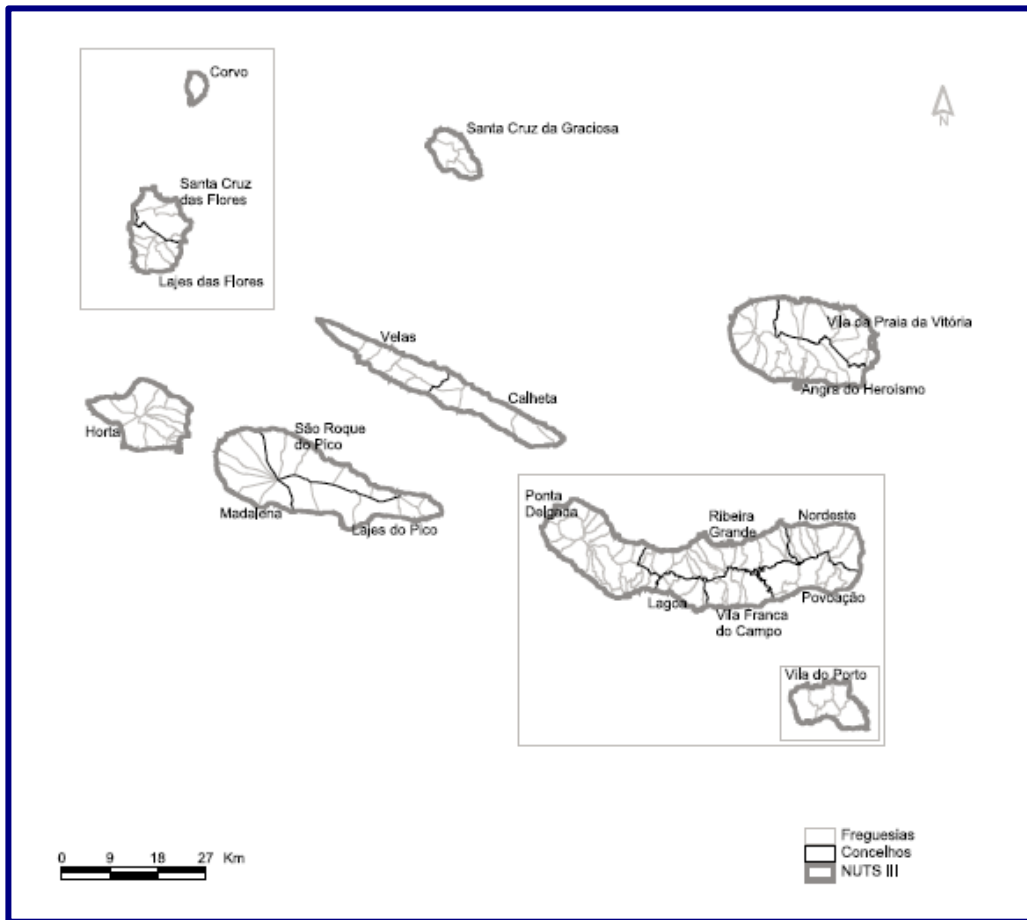 Corvo
Santa Cruz da Graciosa
N
Santa Cruz
das Flores
Lajes das Flores
Velas
Vila da Praia da Vitória
Angra do Heroísmo
Calheta
Horta
São Roque
do Pico
Madalena
Lajes do Pico
Ponta
Delgada
Ribeira
Grande
Nordeste
Lagoa
Vila Franca
do Campo
Povoação
Vila do Porto
0 9 18 27 Km
Freguesias
Concelhos
NUTS III